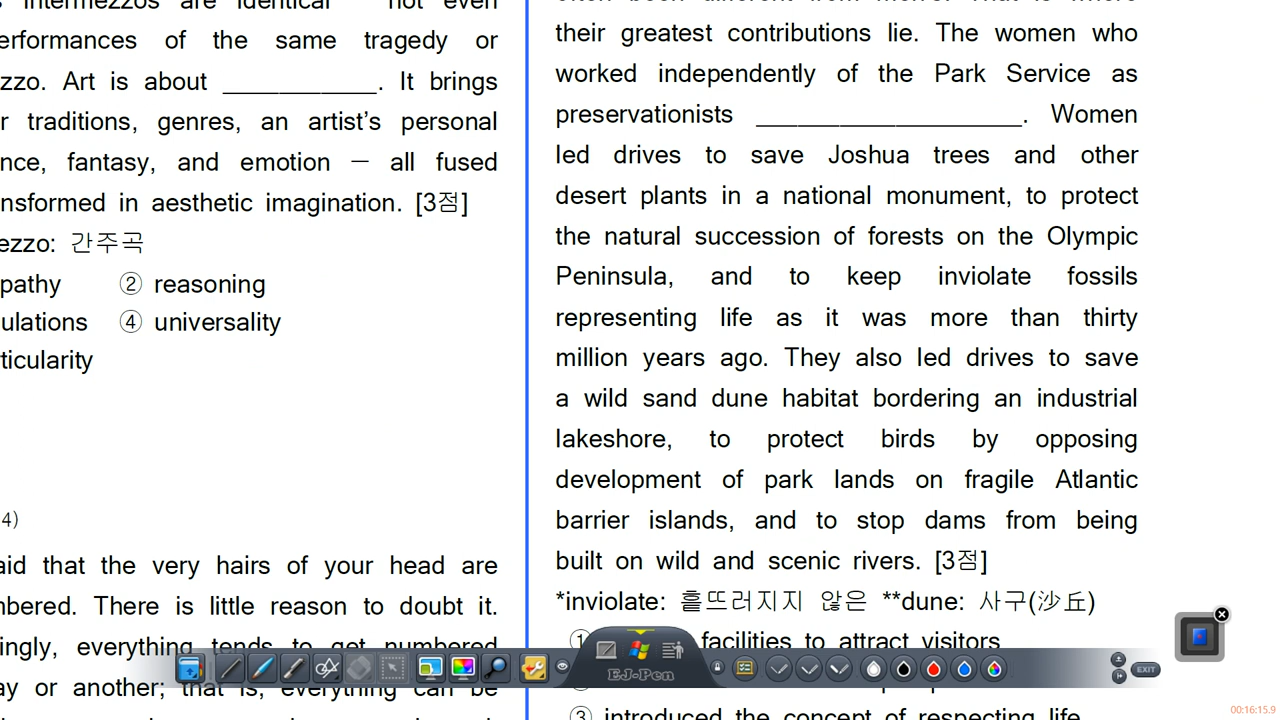 intermezzos are identical not even
erformances of the same tragedy or
zzo. Art is about ___________. It brings
r traditions, genres, an artist's personal
nce, fantasy, and emotion — all fused
nsformed in aesthetic imagination. [3점]
ezzo: 간주곡
pathy ② reasoning
ulations ④ universality
ticularity
4)
aid that the very hairs of your head are
nbered. There is little reason to doubt it.
ingly, everything tends to get numbered
ay or another; that is, everything can be
their greatest contributions lie. The women who
worked independently of the Park Service as
preservationists ___________________. Women
led drives to save Joshua trees and other
desert plants in a national monument, to protect
the natural succession of forests on the Olympic
Peninsula, and to keep inviolate fossils
representing life as it was more than thirty
million years ago. They also led drives to save
a wild sand dune habitat bordering an industrial
lakeshore, to protect birds by opposing
development of park lands on fragile Atlantic
barrier islands, and to stop dams from being
built on wild and scenic rivers. [3점]
*inviolate: 흩뜨러지지 않은 **dune: 사구(沙丘)
① facilities to attract visitors
③ introduced the concept of respecting life
EJ-Pen
EXIT
00:16:15.9